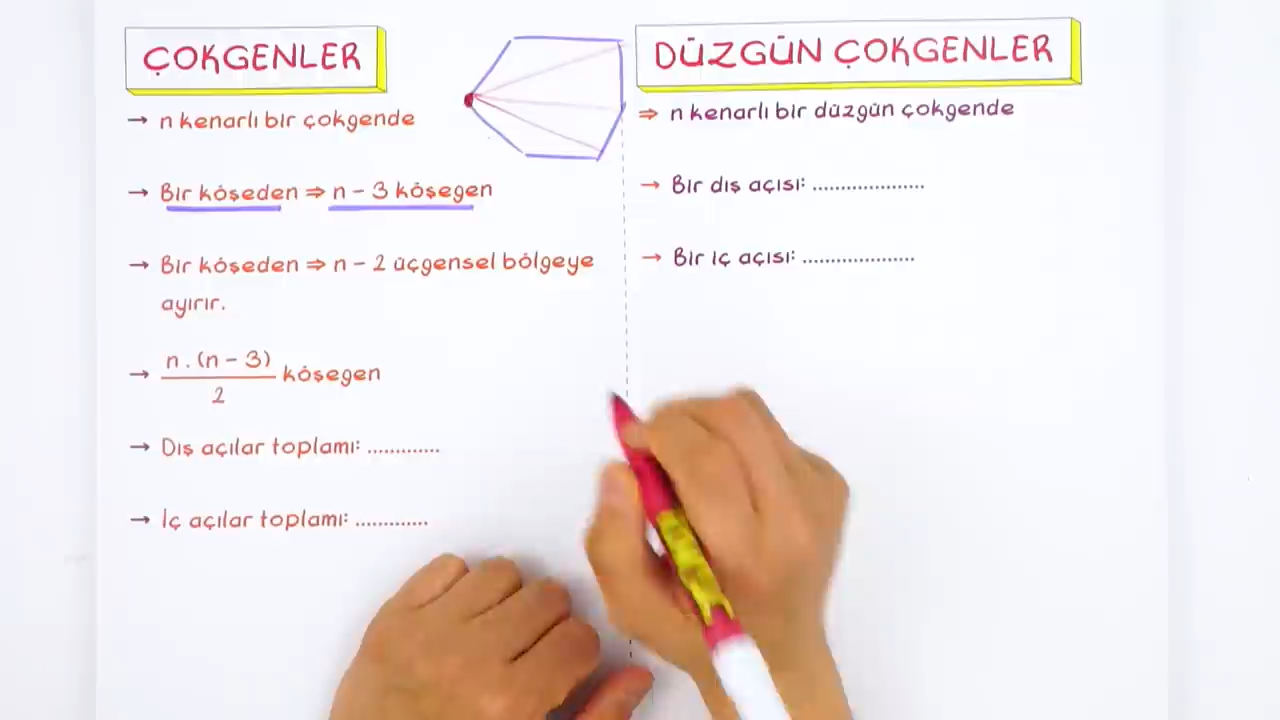 ÇOKGENLER
→ n kenarlı bir çokgende
→ Bir köşeden ⇒ n - 3 köşegen
→ Bir köşeden ⇒ n - 2 üçgensel bölgeye
ayırır.
→ n . (n - 3)
2
köşegen
→ Dış açılar toplamı: .............
→ İç açılar toplamı: .............
DÜZGÜN ÇOKGENLER
⇒ n kenarlı bir düzgün çokgende
→ Bir dış açısı: ....................
→ Bir iç açısı: ....................